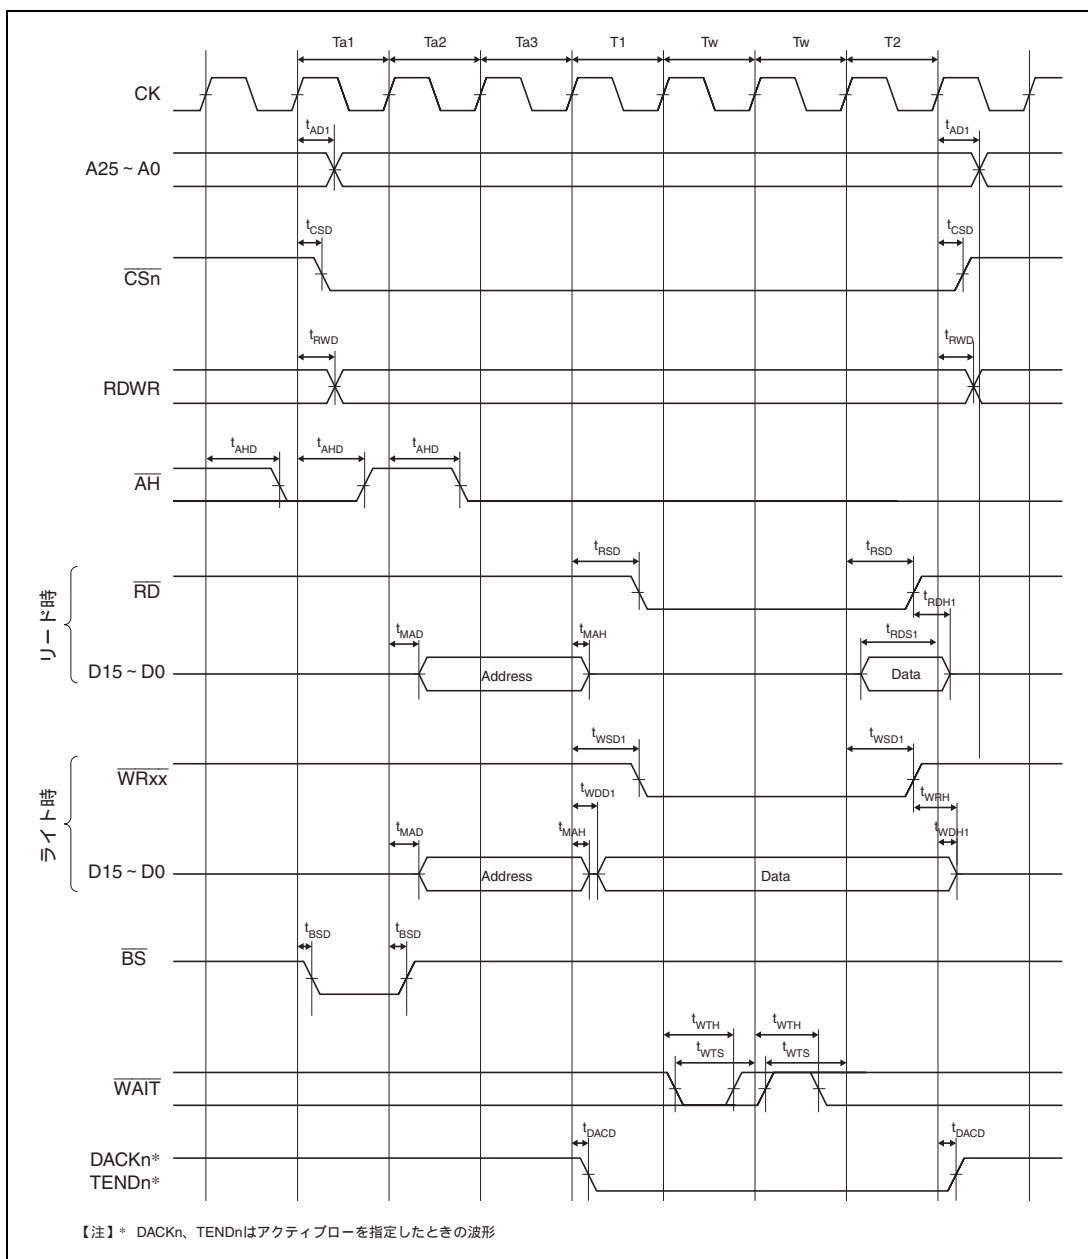 Ta1 Ta2 Ta3 T1 Tw Tw T2
CK
tAD1 tAD1
A25～A0
tCSD tCSD
CSn
tRWD tRWD
RDWR
tAHD tAHD tAHD
AH
tRSD tRSD
リード時
RD
tRDH1
tMAD tMAH tRDS1
D15～D0 Address Data
tWSD1 tWSD1
ライト時
WRxx
tWDD1 tWRH
tMAD tMAH tWDH1
D15～D0 Address Data
tBSD tBSD
BS
tWTH tWTH
tWTS tWTS
WAIT
tDACD tDACD
DACKn*
TENDn*
【注】* DACKn、TENDnはアクティブローを指定したときの波形